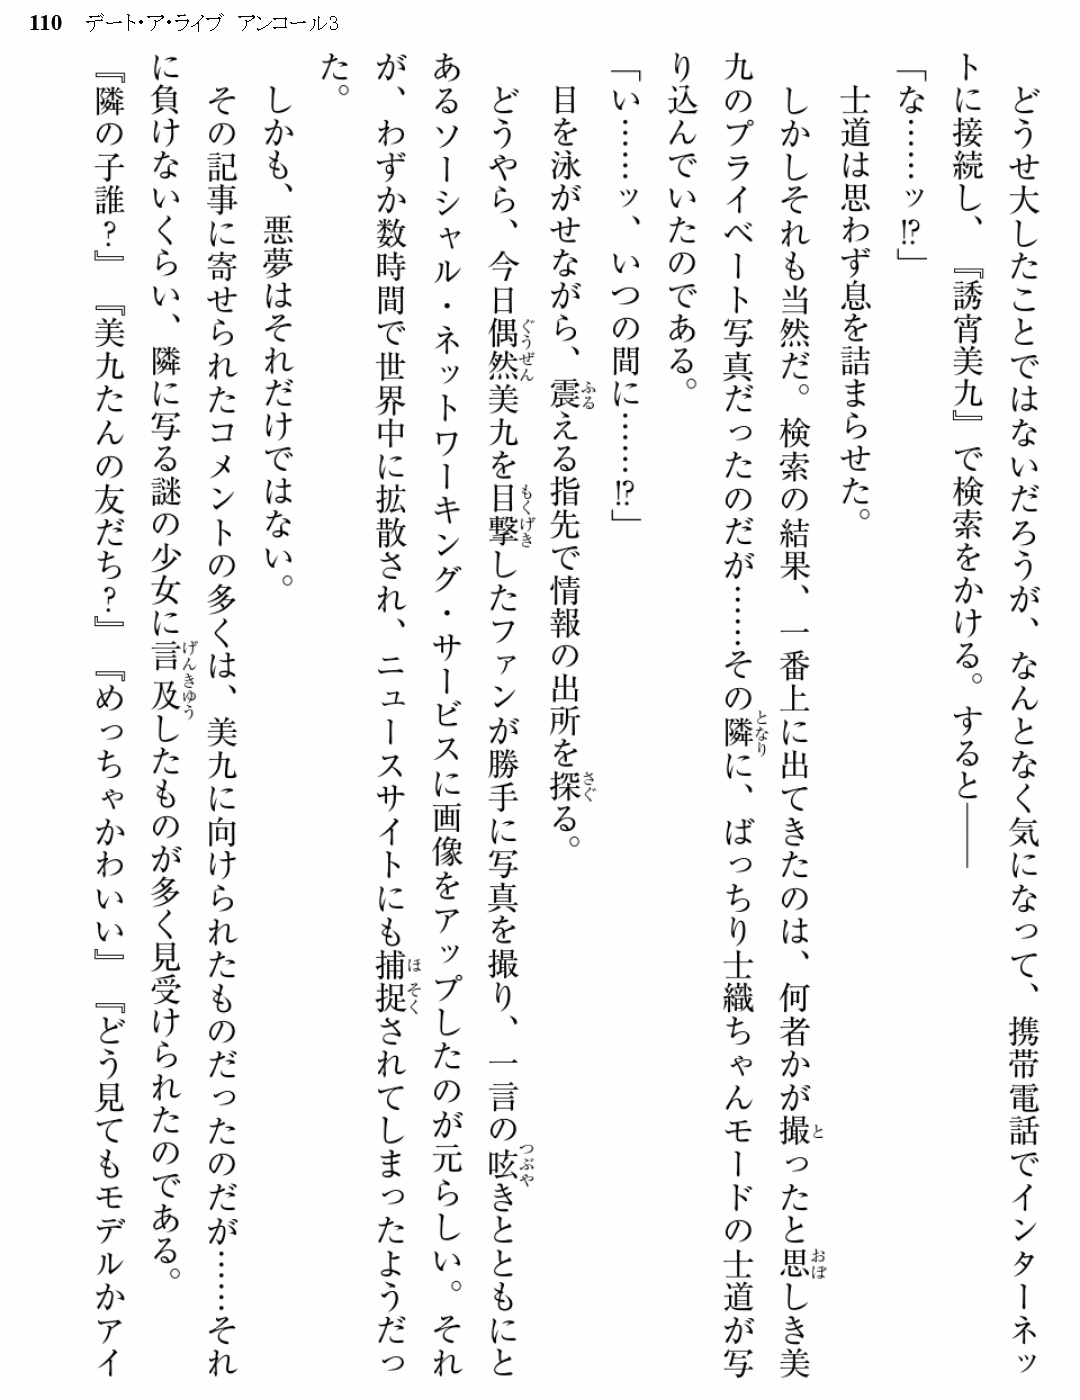 110 デート・ア・ライブ アンコール3
　どうせ大したことではないだろうが、なんとなく気になって、携帯電話でインターネッ
トに接続し、『誘宵美九』で検索をかける。すると――
「な……ッ!?」
　士道は思わず息を詰まらせた。
　しかしそれも当然だ。検索の結果、一番上に出てきたのは、何者かが撮ったと思しき美
九のプライベート写真だったのだが……その隣に、ばっちり士織ちゃんモードの士道が写
り込んでいたのである。
「い……ッ、いつの間に……!?」
　目を泳がせながら、震える指先で情報の出所を探る。
　どうやら、今日偶然美九を目撃したファンが勝手に写真を撮り、一言の呟きとともにと
あるソーシャル・ネットワーキング・サービスに画像をアップしたのが元らしい。それ
が、わずか数時間で世界中に拡散され、ニュースサイトにも捕捉されてしまったようだっ
た。
　しかも、悪夢はそれだけではない。
　その記事に寄せられたコメントの多くは、美九に向けられたものだったのだが……それ
に負けないくらい、隣に写る謎の少女に言及したものが多く見受けられたのである。
『隣の子誰？』『美九たんの友だち？』『めっちゃかわいい』『どう見てもモデルかアイ